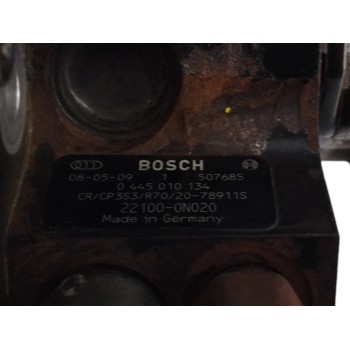 BOSCH
08-05-09 1 507685
0 445 010 134
CR/CP3S3/R70/20-78911S
22100-0N020
Made in Germany